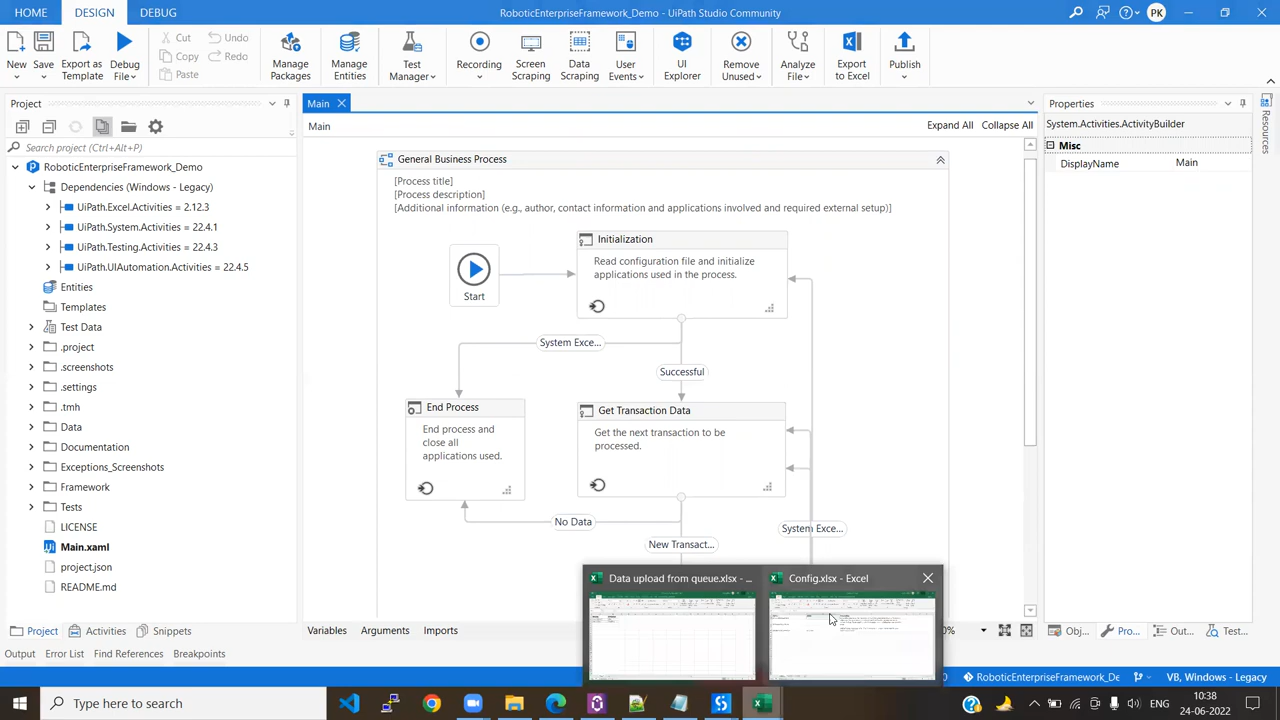 HOME
DESIGN
DEBUG
RoboticEnterpriseFramework_Demo - UiPath Studio Community
PK
New
Save
Export as Template
Debug File
Cut
Copy
Paste
Undo
Redo
Manage Packages
Manage Entities
Test Manager
Recording
Screen Scraping
Data Scraping
User Events
UI Explorer
Remove Unused
Analyze File
Export to Excel
Publish
Project
Search project (Ctrl+Alt+P)
RoboticEnterpriseFramework_Demo
Dependencies (Windows - Legacy)
UiPath.Excel.Activities = 2.12.3
UiPath.System.Activities = 22.4.1
UiPath.Testing.Activities = 22.4.3
UiPath.UIAutomation.Activities = 22.4.5
Entities
Templates
Test Data
.project
.screenshots
.settings
.tmh
Data
Documentation
Exceptions_Screenshots
Framework
Tests
LICENSE
Main.xaml
project.json
README.md
Project
Activities
Snippets
Output
Error List
Find References
Breakpoints
Main
Main
Expand All
Collapse All
General Business Process
[Process title]
[Process description]
[Additional information (e.g., author, contact information and applications involved and required external setup)]
Start
Initialization
Read configuration file and initialize
applications used in the process.
System Exce...
Successful
End Process
End process and
close all
applications used.
Get Transaction Data
Get the next transaction to be
processed.
No Data
New Transact...
System Exce...
Data upload from queue.xlsx - ...
Config.xlsx - Excel
Variables
Arguments
Imports
0%
Properties
System.Activities.ActivityBuilder
Misc
DisplayName
Main
Resources
Obj...
Pro...
Out...
Test...
0
RoboticEnterpriseFramework_De
VB, Windows - Legacy
Type here to search
ENG
10:38
24-06-2022